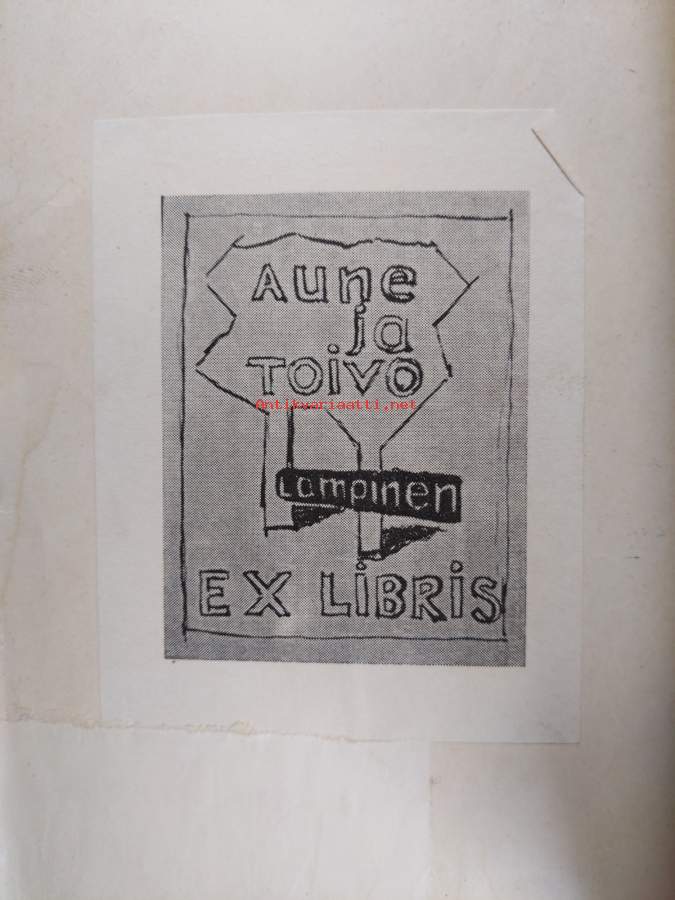 Aune
ja
TOiVO
Antikvariaatti.net
Lampinen
EX LiBRiS